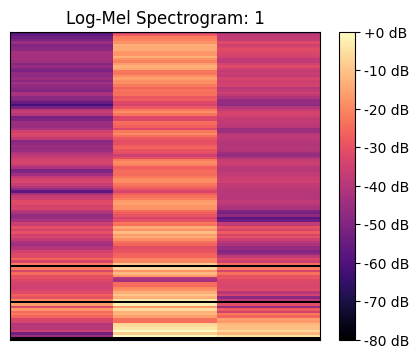 Log-Mel Spectrogram: 1
+0 dB
-10 dB
-20 dB
-30 dB
-40 dB
-50 dB
-60 dB
-70 dB
-80 dB